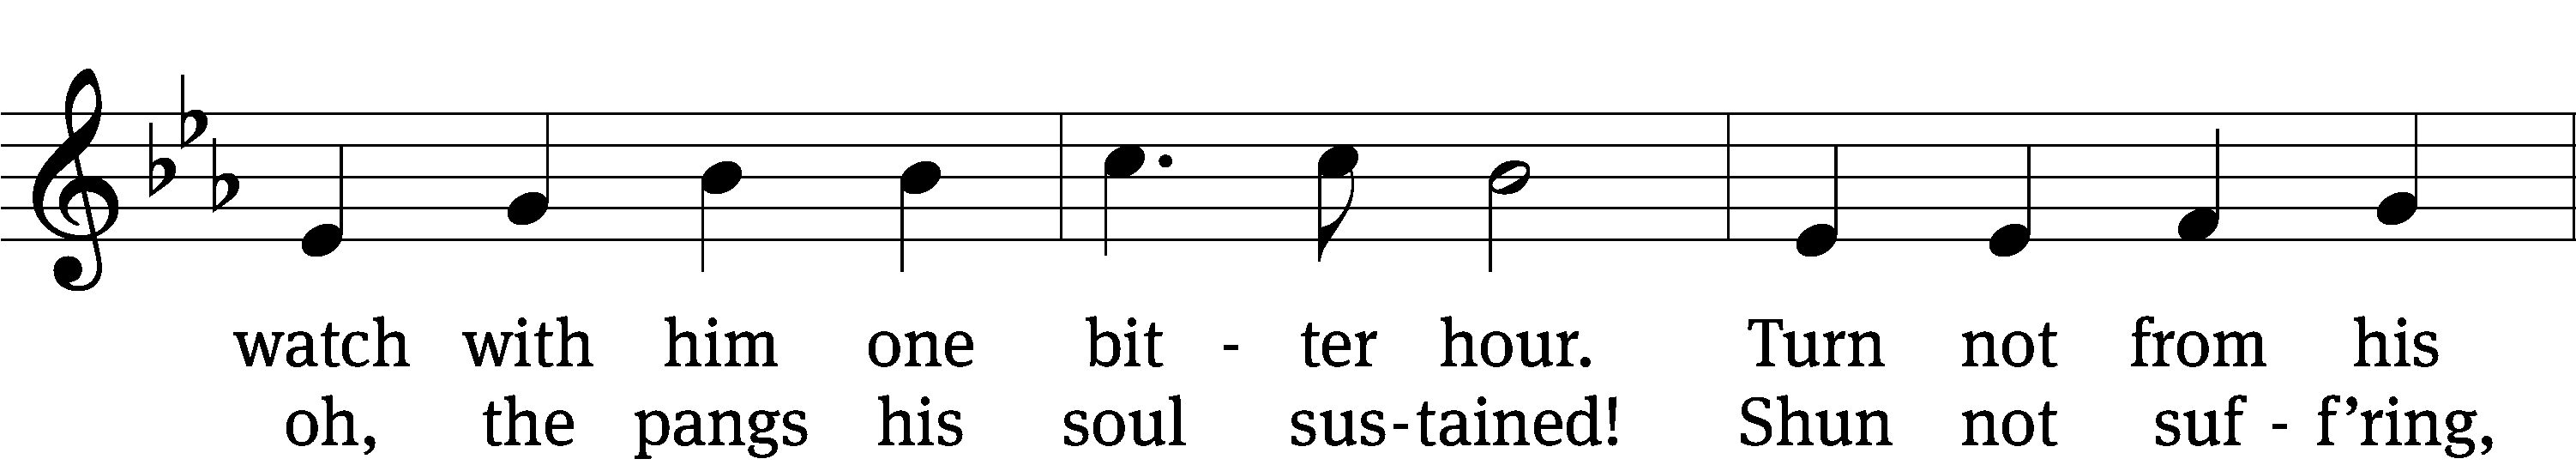 watch with him one bit - ter hour. Turn not from his
oh, the pangs his soul sus - tained! Shun not suf - f’ring,